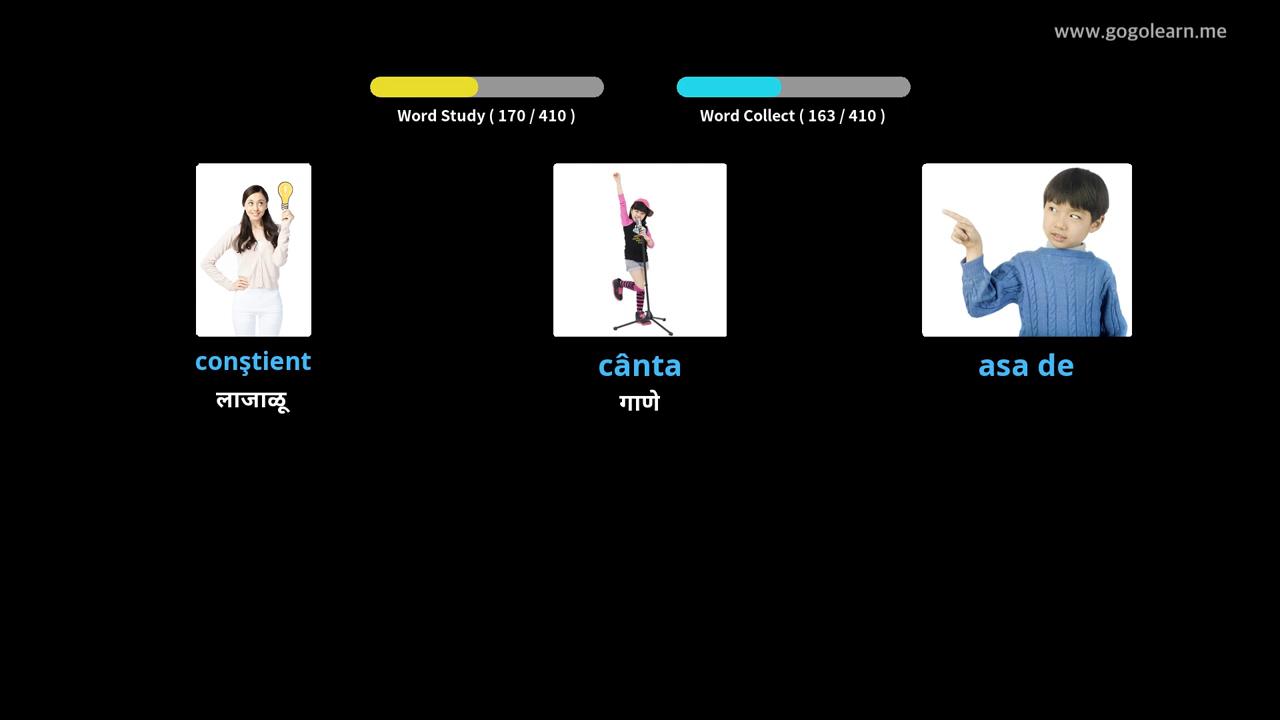 www.gogolearn.me
Word Study ( 170 / 410 )
Word Collect ( 163 / 410 )
conştient
लाजाळू
cânta
गाणे
asa de